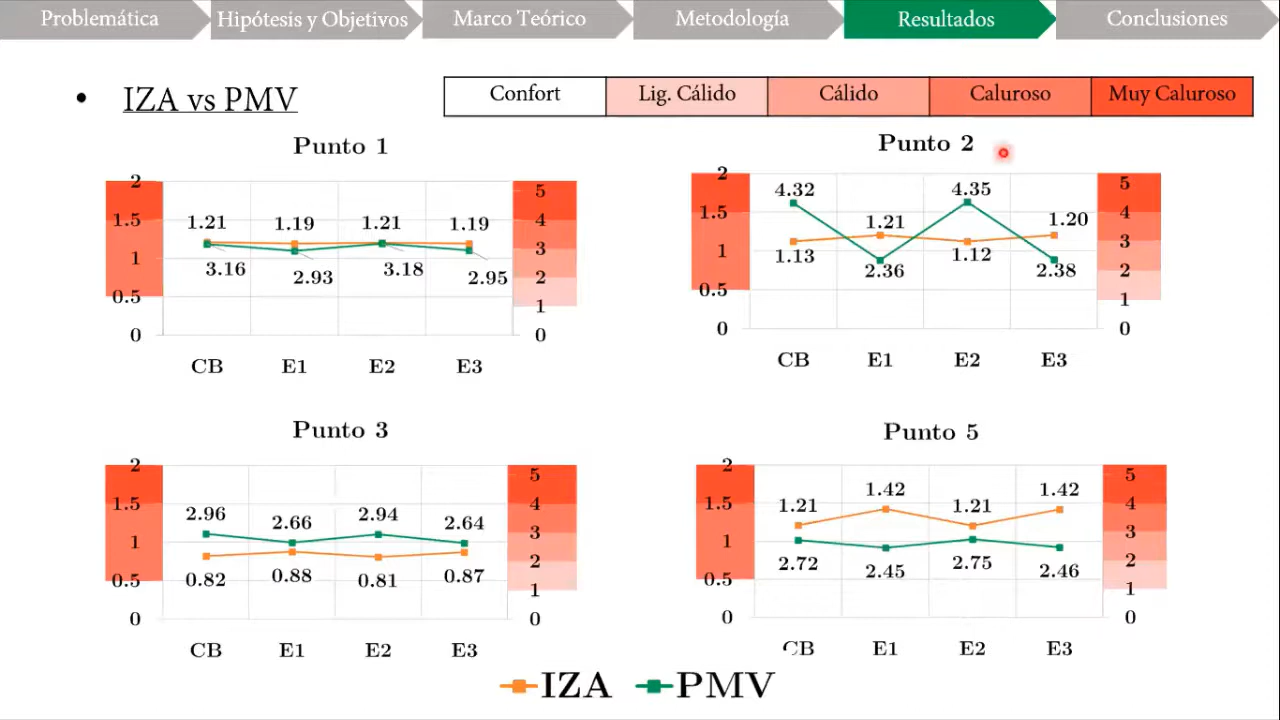 Problemática Hipótesis y Objetivos Marco Teórico Metodología Resultados Conclusiones
• IZA vs PMV
Confort Lig. Cálido Cálido Caluroso Muy Caluroso
Punto 1
2
1.5
1
0.5
0
1.21 1.19 1.21 1.19
3.16 2.93 3.18 2.95
5
4
3
2
1
0
CB E1 E2 E3
Punto 2
2
1.5
1
0.5
0
4.32 1.21 4.35 1.20
1.13 2.36 1.12 2.38
5
4
3
2
1
0
CB E1 E2 E3
Punto 3
2
1.5
1
0.5
0
2.96 2.66 2.94 2.64
0.82 0.88 0.81 0.87
5
4
3
2
1
0
CB E1 E2 E3
Punto 5
2
1.5
1
0.5
0
1.21 1.42 1.21 1.42
2.72 2.45 2.75 2.46
5
4
3
2
1
0
CB E1 E2 E3
IZA PMV